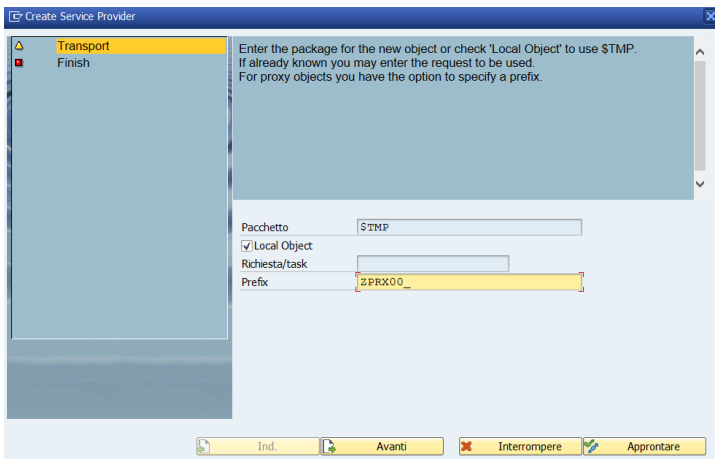 Create Service Provider
Transport
Finish
Enter the package for the new object or check 'Local Object' to use $TMP.
If already known you may enter the request to be used.
For proxy objects you have the option to specify a prefix.
Pacchetto $TMP
Local Object
Richiesta/task
Prefix ZPRX00_
Ind. Avanti Interrompere Approntare